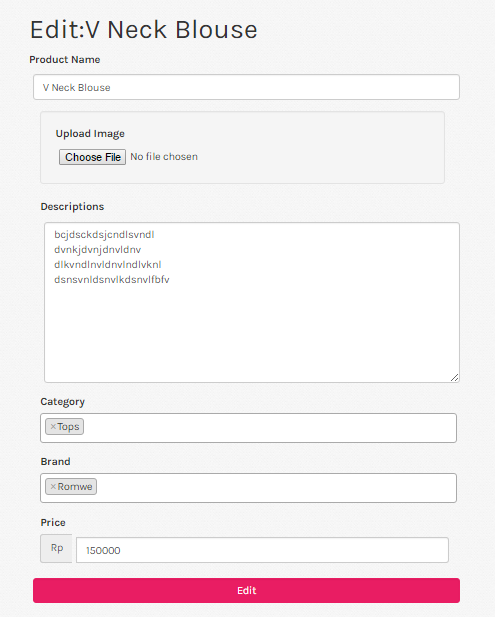 Edit:V Neck Blouse
Product Name
V Neck Blouse
Upload Image
Choose File No file chosen
Descriptions
bcjdsckdsjcndlsvndl
dvnkjdvnjdnvldnv
dlkvndlnvldnvlndlvknl
dsnsvnldsnvlkdsnvlfbfv
Category
×Tops
Brand
×Romwe
Price
Rp 150000
Edit